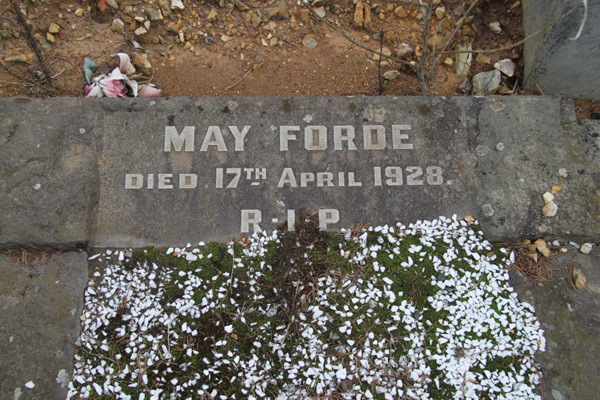 MAY FORDE
DIED 17TH APRIL 1928.
R·I·P